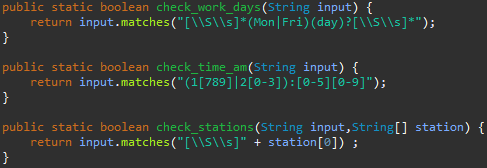 public static boolean check_work_days(String input) {
    return input.matches("[\\S\\s]*(Mon|Fri)(day)?[\\S\\s]*");
}
public static boolean check_time_am(String input) {
    return input.matches("(1[789]|2[0-3]):[0-5][0-9]");
}
public static boolean check_stations(String input,String[] station) {
    return input.matches("[\\S\\s]" + station[0]) ;
}